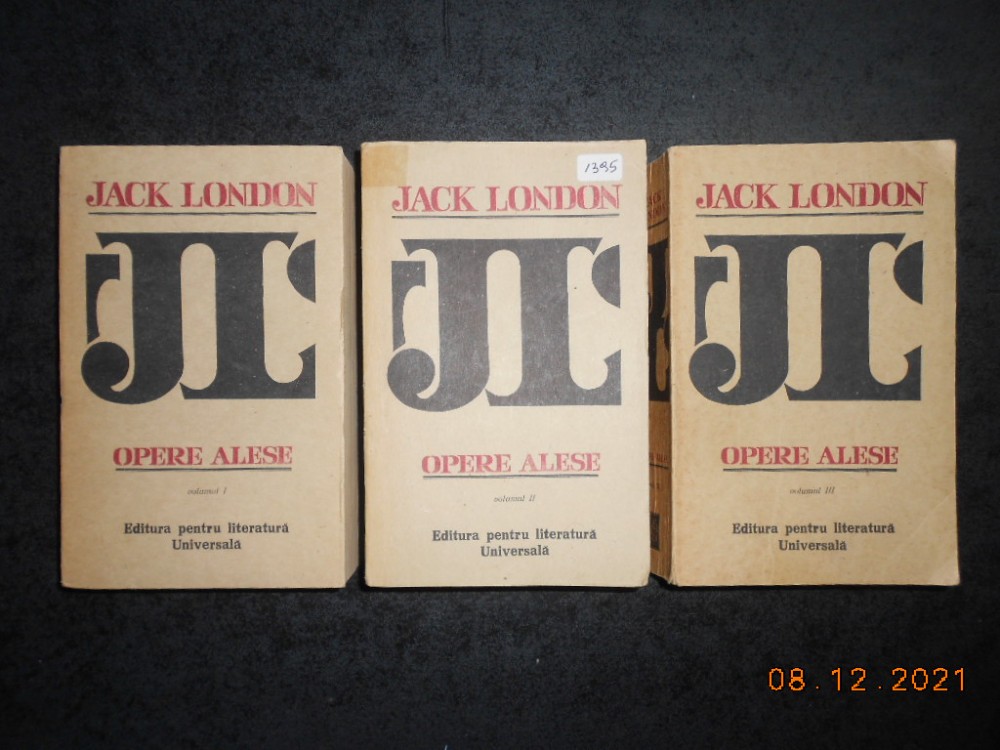 JACK LONDON
JL
OPERE ALESE
volumul I
Editura pentru literatură
Universală
1395
JACK LONDON
JL
OPERE ALESE
volumul II
Editura pentru literatură
Universală
JACK LONDON
JL
OPERE ALESE
volumul III
Editura pentru literatură
Universală
08.12.2021